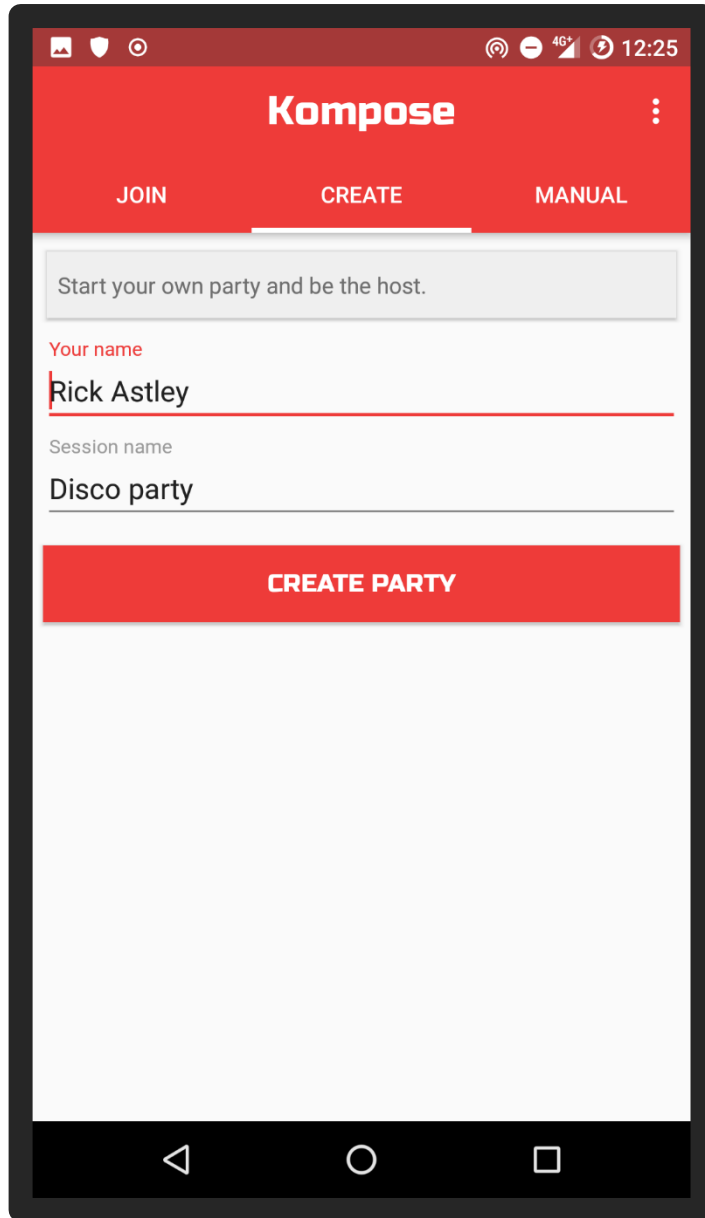 4G+ 12:25
Kompose
JOIN CREATE MANUAL
Start your own party and be the host.
Your name
Rick Astley
Session name
Disco party
CREATE PARTY